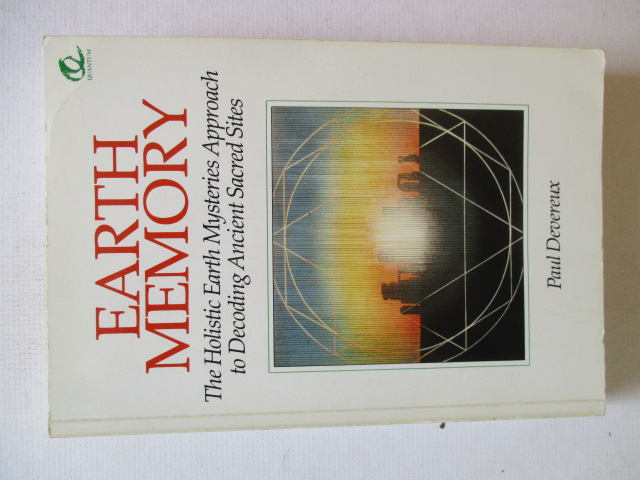 QUANTUM
EARTH
MEMORY
The Holistic Earth Mysteries Approach
to Decoding Ancient Sacred Sites
Paul Devereux